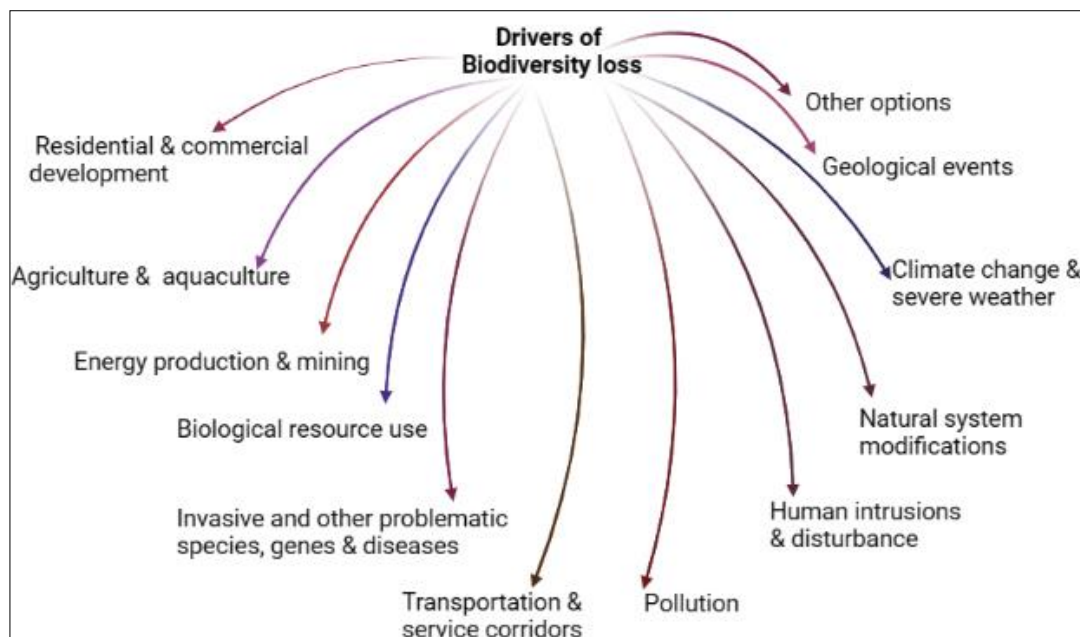 Drivers of
Biodiversity loss
Other options
Residential & commercial
development
Geological events
Agriculture & aquaculture
Climate change &
severe weather
Energy production & mining
Biological resource use
Natural system
modifications
Invasive and other problematic
species, genes & diseases
Human intrusions
& disturbance
Transportation &
service corridors
Pollution